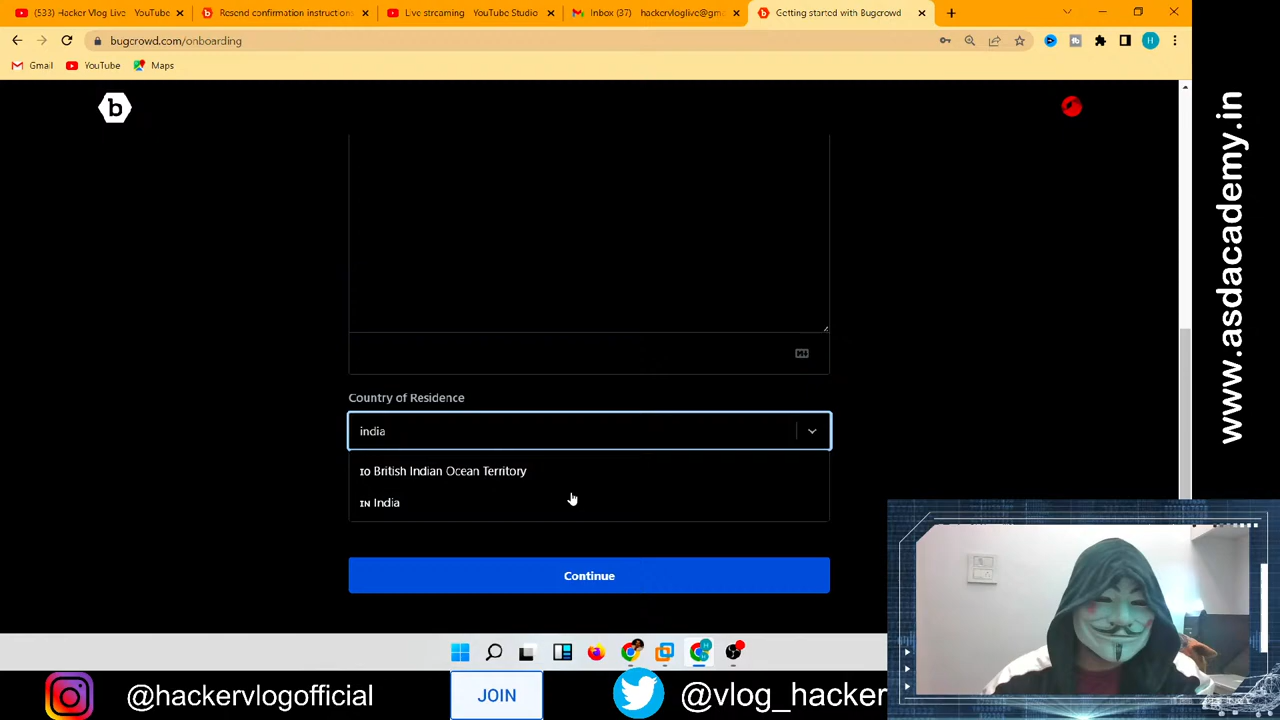 (533) Hacker Vlog Live - YouTube
Resend confirmation instruction
Live streaming - YouTube Studio
Inbox (37) - hackervloglive@gm
Getting started with Bugcrowd
bugcrowd.com/onboarding
H
Gmail
YouTube
Maps
b
Country of Residence
india
IO British Indian Ocean Territory
IN India
Continue
www.asdacademy.in
@hackervlogofficial
JOIN
@vlog_hacker